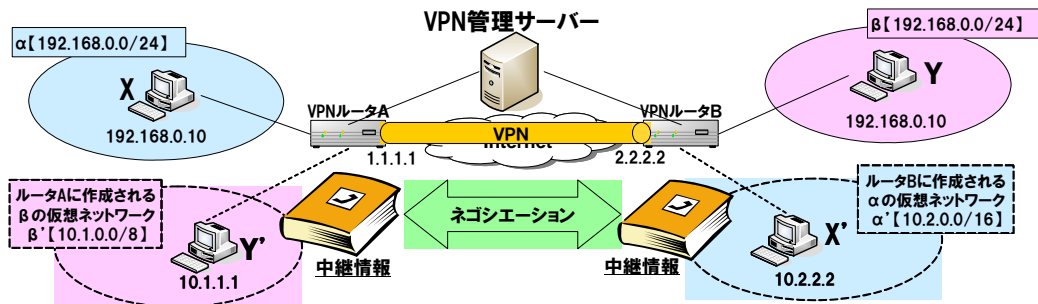 VPN管理サーバー
α【192.168.0.0/24】
β【192.168.0.0/24】
X
192.168.0.10
Y
192.168.0.10
VPNルータA
VPNルータB
VPN
Internet
1.1.1.1
2.2.2.2
ルータAに作成される
βの仮想ネットワーク
β'【10.1.0.0/8】
Y'
10.1.1.1
中継情報
ネゴシエーション
中継情報
ルータBに作成される
αの仮想ネットワーク
α'【10.2.0.0/16】
X'
10.2.2.2